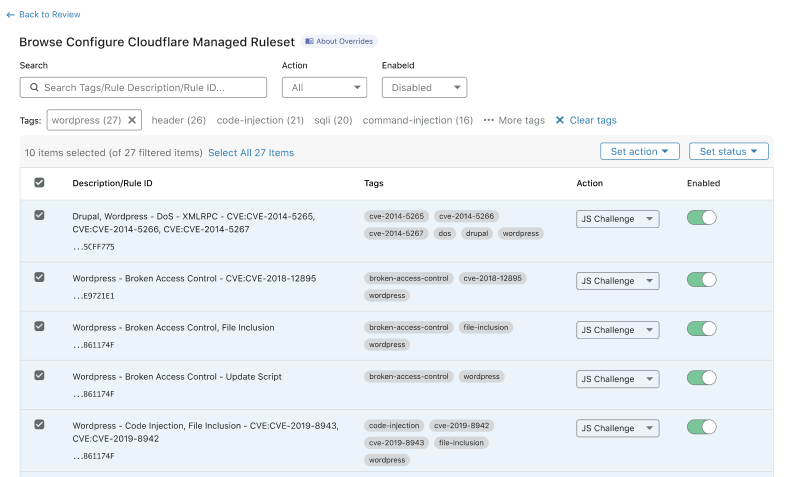 ← Back to Review
Browse Configure Cloudflare Managed Ruleset About Overrides
Search Action Enabeld
Search Tags/Rule Description/Rule ID... All Disabled
Tags: wordpress (27) ✕ header (26) code-injection (21) sqli (20) command-injection (16) ••• More tags ✕ Clear tags
10 items selected (of 27 filtered items) Select All 27 Items Set action Set status
Description/Rule ID Tags Action Enabled
Drupal, Wordpress - DoS - XMLRPC - CVE:CVE-2014-5265,
CVE:CVE-2014-5266, CVE:CVE-2014-5267
...5CFF775
cve-2014-5265 cve-2014-5266
cve-2014-5267 dos drupal wordpress
JS Challenge
Wordpress - Broken Access Control - CVE:CVE-2018-12895
...E9721E1
broken-access-control cve-2018-12895
wordpress
JS Challenge
Wordpress - Broken Access Control, File Inclusion
...B61174F
broken-access-control file-inclusion
wordpress
JS Challenge
Wordpress - Broken Access Control - Update Script
...B61174F
broken-access-control wordpress
JS Challenge
Wordpress - Code Injection, File Inclusion - CVE:CVE-2019-8943,
CVE:CVE-2019-8942
...B61174F
code-injection cve-2019-8942
cve-2019-8943 file-inclusion
wordpress
JS Challenge